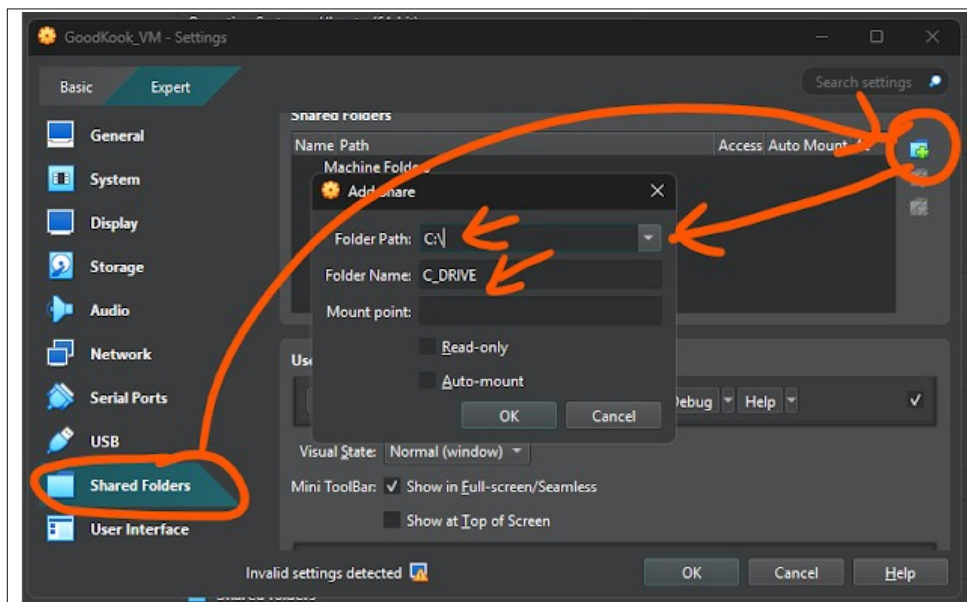 GoodKook_VM - Settings
Basic
Expert
Search settings
General
System
Display
Storage
Audio
Network
Serial Ports
USB
Shared Folders
User Interface
Shared Folders
Name Path Access Auto Mount
Machine Folders
Add Share
Folder Path: C:\
Folder Name: C_DRIVE
Mount point:
Read-only
Auto-mount
OK Cancel
Debug Help
Visual State: Normal (window)
Mini ToolBar: Show in Full-screen/Seamless
Show at Top of Screen
Invalid settings detected
OK Cancel Help